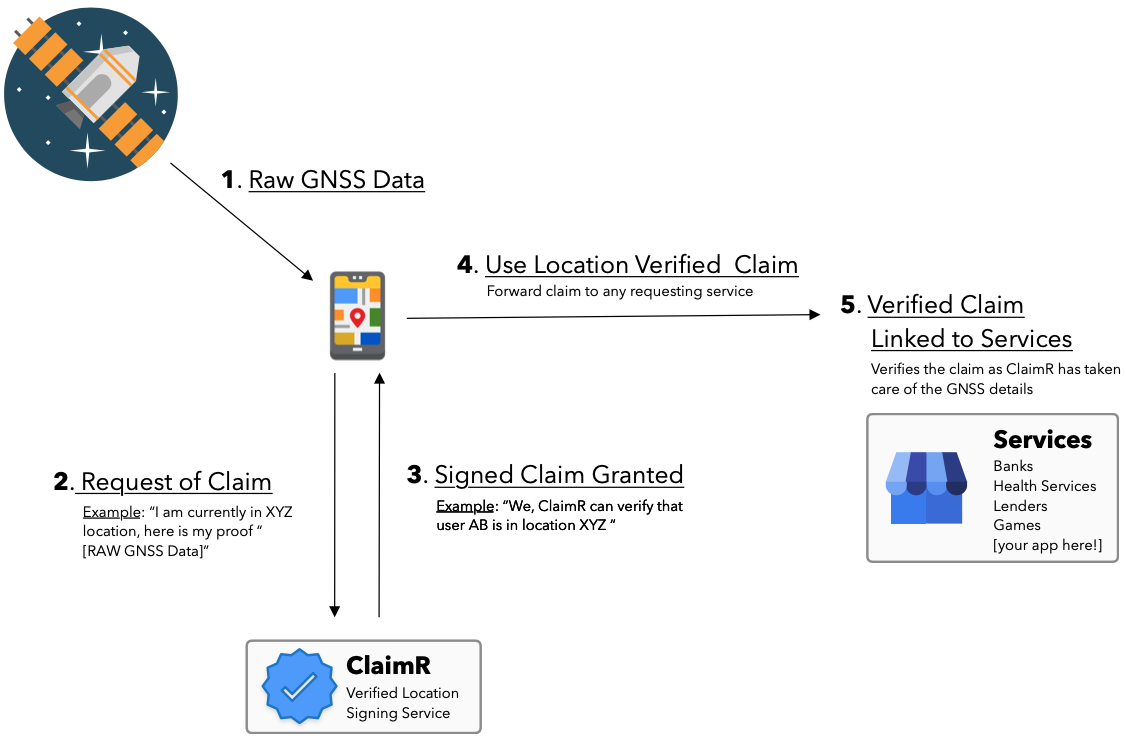 1. Raw GNSS Data
4. Use Location Verified  Claim
Forward claim to any requesting service
5. Verified Claim
Linked to Services
Verifies the claim as ClaimR has taken
care of the GNSS details
Services
Banks
Health Services
Lenders
Games
[your app here!]
2. Request of Claim
Example: “I am currently in XYZ
location, here is my proof “
[RAW GNSS Data]“
3. Signed Claim Granted
Example: “We, ClaimR can verify that
user AB is in location XYZ “
ClaimR
Verified Location
Signing Service